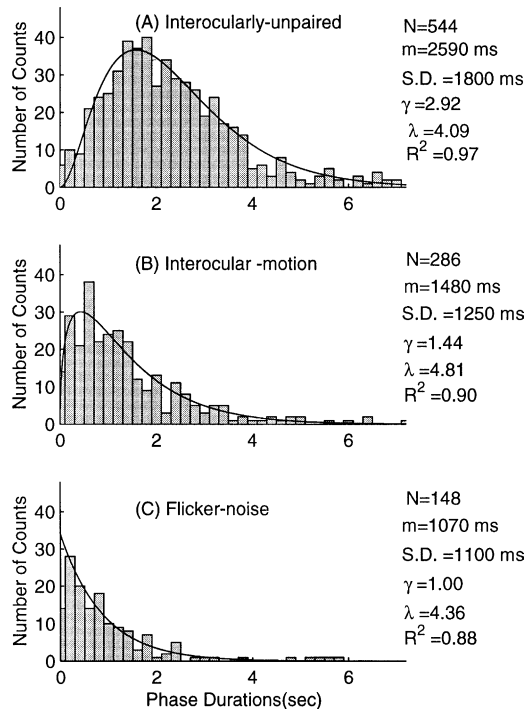 (A) Interocularly-unpaired
Number of Counts
40
30
20
10
0
0 2 4 6
N=544
m=2590 ms
S.D. =1800 ms
γ =2.92
λ =4.09
R² =0.97
(B) Interocular -motion
Number of Counts
40
30
20
10
0
0 2 4 6
N=286
m=1480 ms
S.D. =1250 ms
γ =1.44
λ =4.81
R² =0.90
(C) Flicker-noise
Number of Counts
40
30
20
10
0
0 2 4 6
Phase Durations(sec)
N=148
m=1070 ms
S.D. =1100 ms
γ =1.00
λ =4.36
R² =0.88